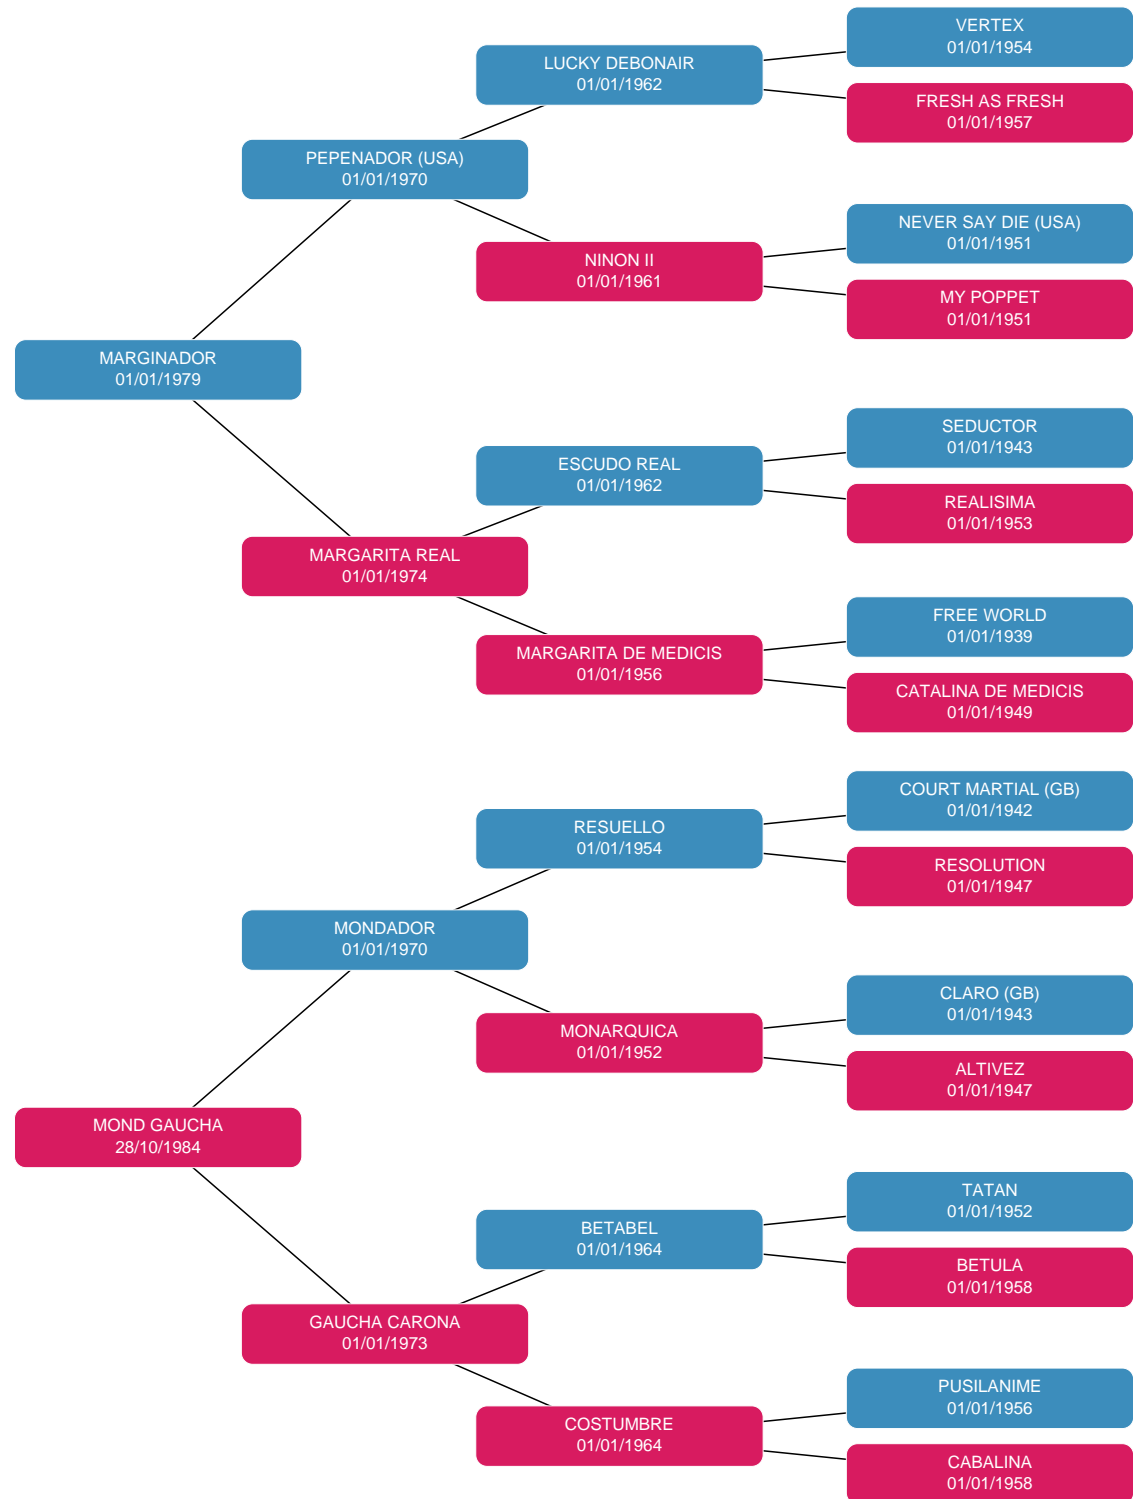 VERTEX
01/01/1954
LUCKY DEBONAIR
01/01/1962
FRESH AS FRESH
01/01/1957
PEPENADOR (USA)
01/01/1970
NEVER SAY DIE (USA)
01/01/1951
NINON II
01/01/1961
MY POPPET
01/01/1951
MARGINADOR
01/01/1979
SEDUCTOR
01/01/1943
ESCUDO REAL
01/01/1962
REALISIMA
01/01/1953
MARGARITA REAL
01/01/1974
FREE WORLD
01/01/1939
MARGARITA DE MEDICIS
01/01/1956
CATALINA DE MEDICIS
01/01/1949
COURT MARTIAL (GB)
01/01/1942
RESUELLO
01/01/1954
RESOLUTION
01/01/1947
MONDADOR
01/01/1970
CLARO (GB)
01/01/1943
MONARQUICA
01/01/1952
ALTIVEZ
01/01/1947
MOND GAUCHA
28/10/1984
TATAN
01/01/1952
BETABEL
01/01/1964
BETULA
01/01/1958
GAUCHA CARONA
01/01/1973
PUSILANIME
01/01/1956
COSTUMBRE
01/01/1964
CABALINA
01/01/1958